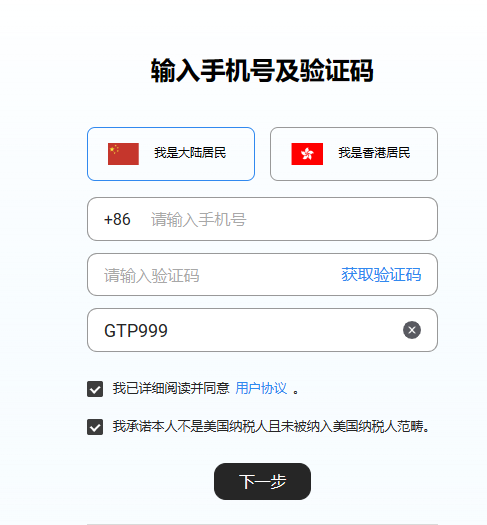 输入手机号及验证码
我是大陆居民 我是香港居民
+86 请输入手机号
请输入验证码 获取验证码
GTP999
我已详细阅读并同意 用户协议 。
我承诺本人不是美国纳税人且未被纳入美国纳税人范畴。
下一步